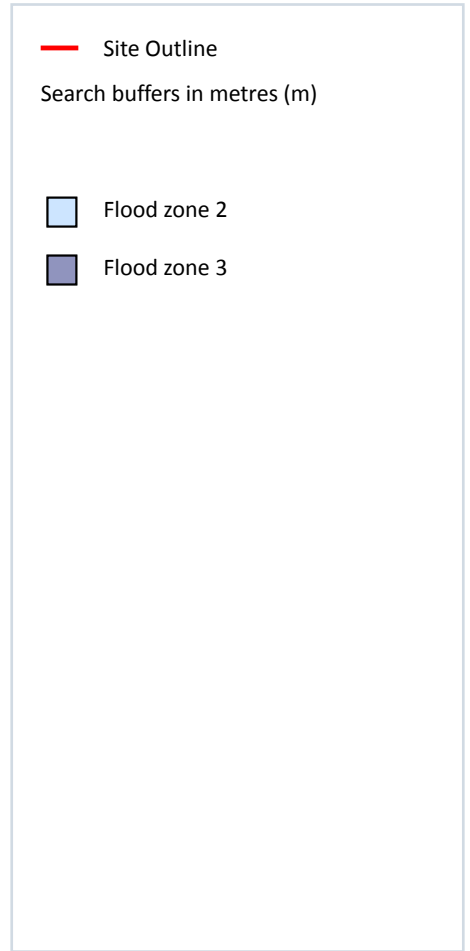 Site Outline
Search buffers in metres (m)
Flood zone 2
Flood zone 3